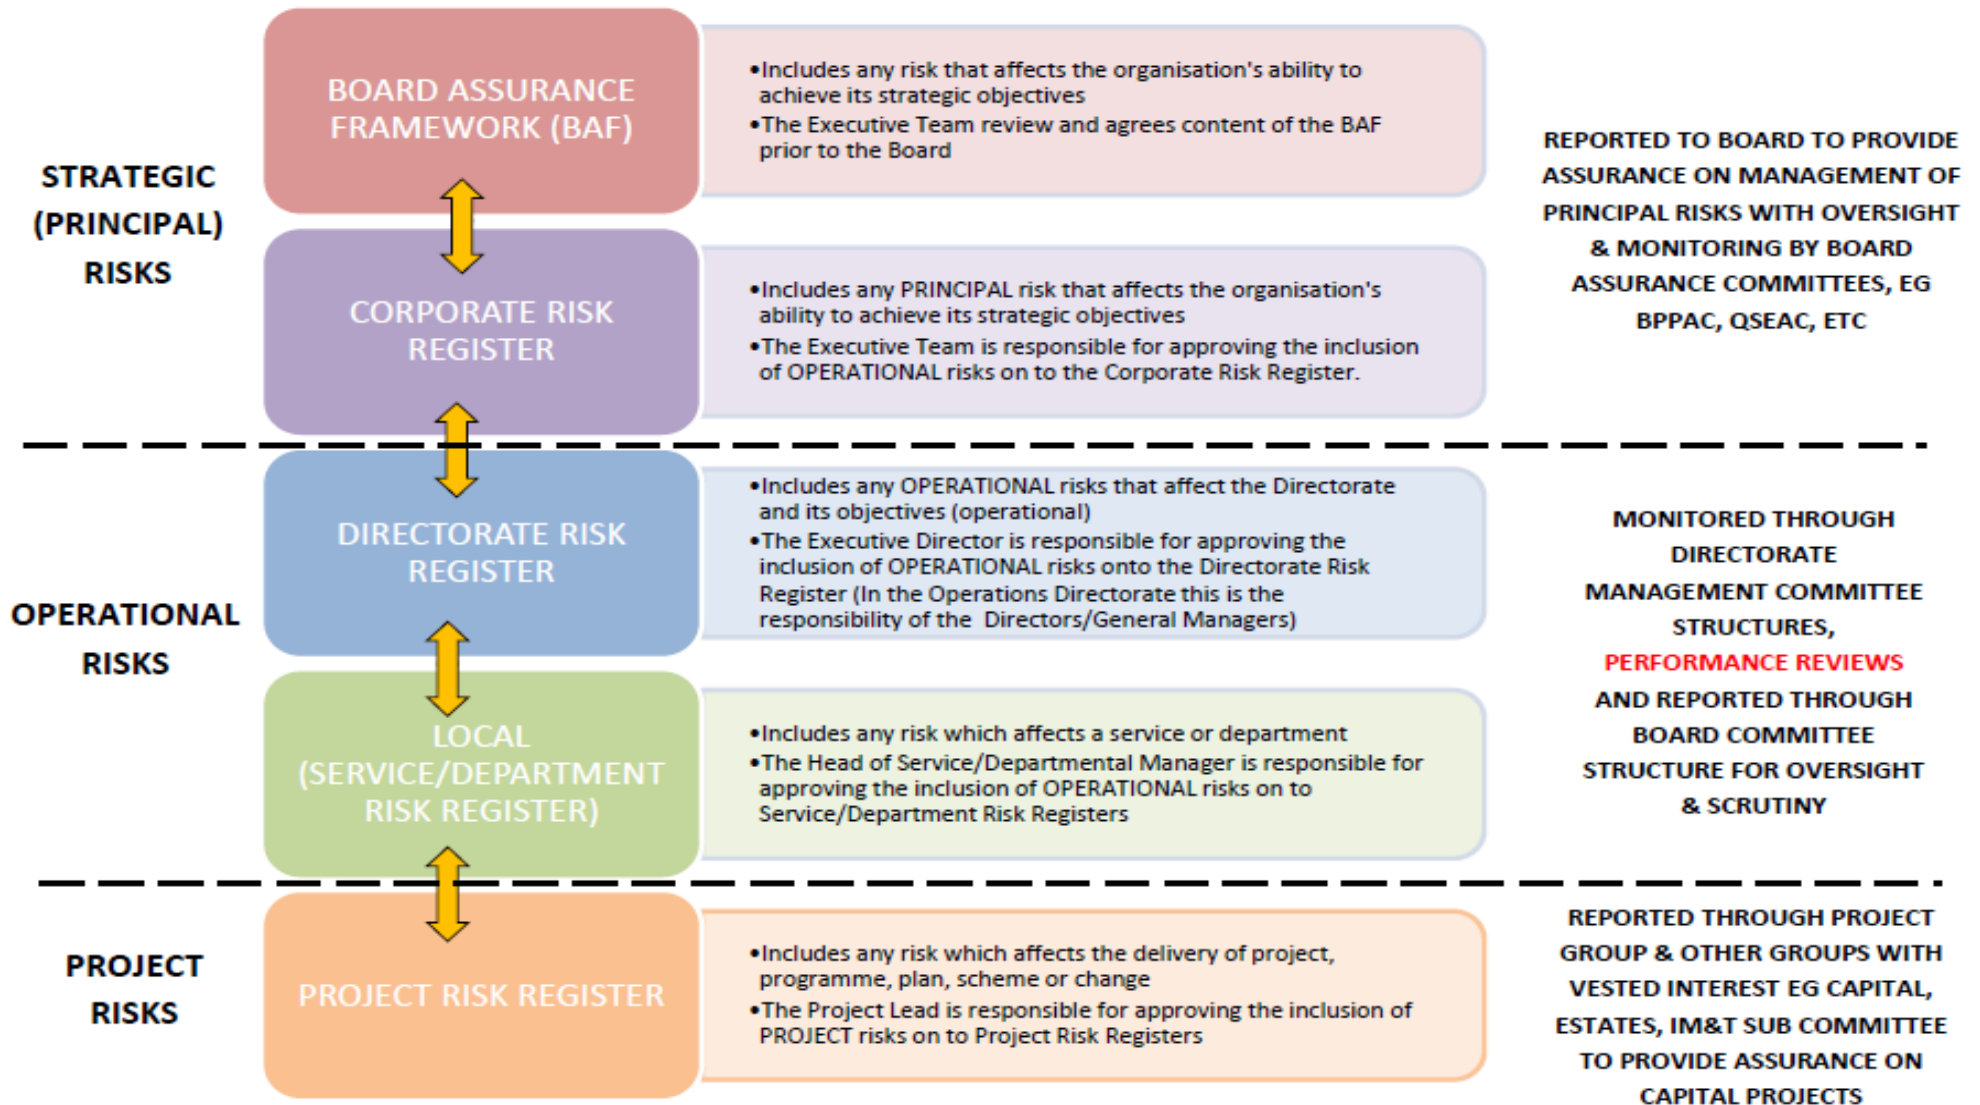 STRATEGIC
(PRINCIPAL)
RISKS
BOARD ASSURANCE
FRAMEWORK (BAF)
•Includes any risk that affects the organisation's ability to
achieve its strategic objectives
•The Executive Team review and agrees content of the BAF
prior to the Board
CORPORATE RISK
REGISTER
•Includes any PRINCIPAL risk that affects the organisation's
ability to achieve its strategic objectives
•The Executive Team is responsible for approving the inclusion
of OPERATIONAL risks on to the Corporate Risk Register.
REPORTED TO BOARD TO PROVIDE
ASSURANCE ON MANAGEMENT OF
PRINCIPAL RISKS WITH OVERSIGHT
& MONITORING BY BOARD
ASSURANCE COMMITTEES, EG
BPPAC, QSEAC, ETC
OPERATIONAL
RISKS
DIRECTORATE RISK
REGISTER
•Includes any OPERATIONAL risks that affect the Directorate
and its objectives (operational)
•The Executive Director is responsible for approving the
inclusion of OPERATIONAL risks onto the Directorate Risk
Register (In the Operations Directorate this is the
responsibility of the Directors/General Managers)
LOCAL
(SERVICE/DEPARTMENT
RISK REGISTER)
•Includes any risk which affects a service or department
•The Head of Service/Departmental Manager is responsible for
approving the inclusion of OPERATIONAL risks on to
Service/Department Risk Registers
MONITORED THROUGH
DIRECTORATE
MANAGEMENT COMMITTEE
STRUCTURES,
PERFORMANCE REVIEWS
AND REPORTED THROUGH
BOARD COMMITTEE
STRUCTURE FOR OVERSIGHT
& SCRUTINY
PROJECT
RISKS
PROJECT RISK REGISTER
•Includes any risk which affects the delivery of project,
programme, plan, scheme or change
•The Project Lead is responsible for approving the inclusion of
PROJECT risks on to Project Risk Registers
REPORTED THROUGH PROJECT
GROUP & OTHER GROUPS WITH
VESTED INTEREST EG CAPITAL,
ESTATES, IM&T SUB COMMITTEE
TO PROVIDE ASSURANCE ON
CAPITAL PROJECTS